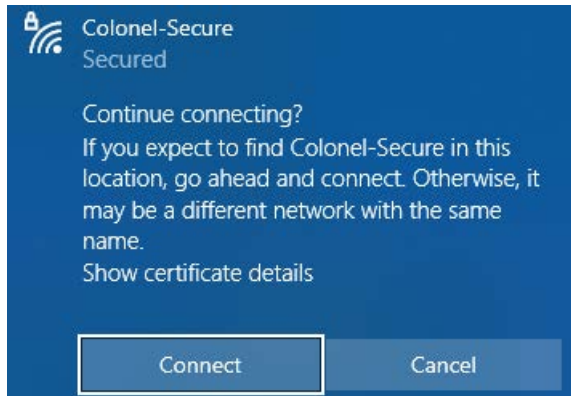 Colonel-Secure
Secured
Continue connecting?
If you expect to find Colonel-Secure in this
location, go ahead and connect. Otherwise, it
may be a different network with the same
name.
Show certificate details
Connect
Cancel